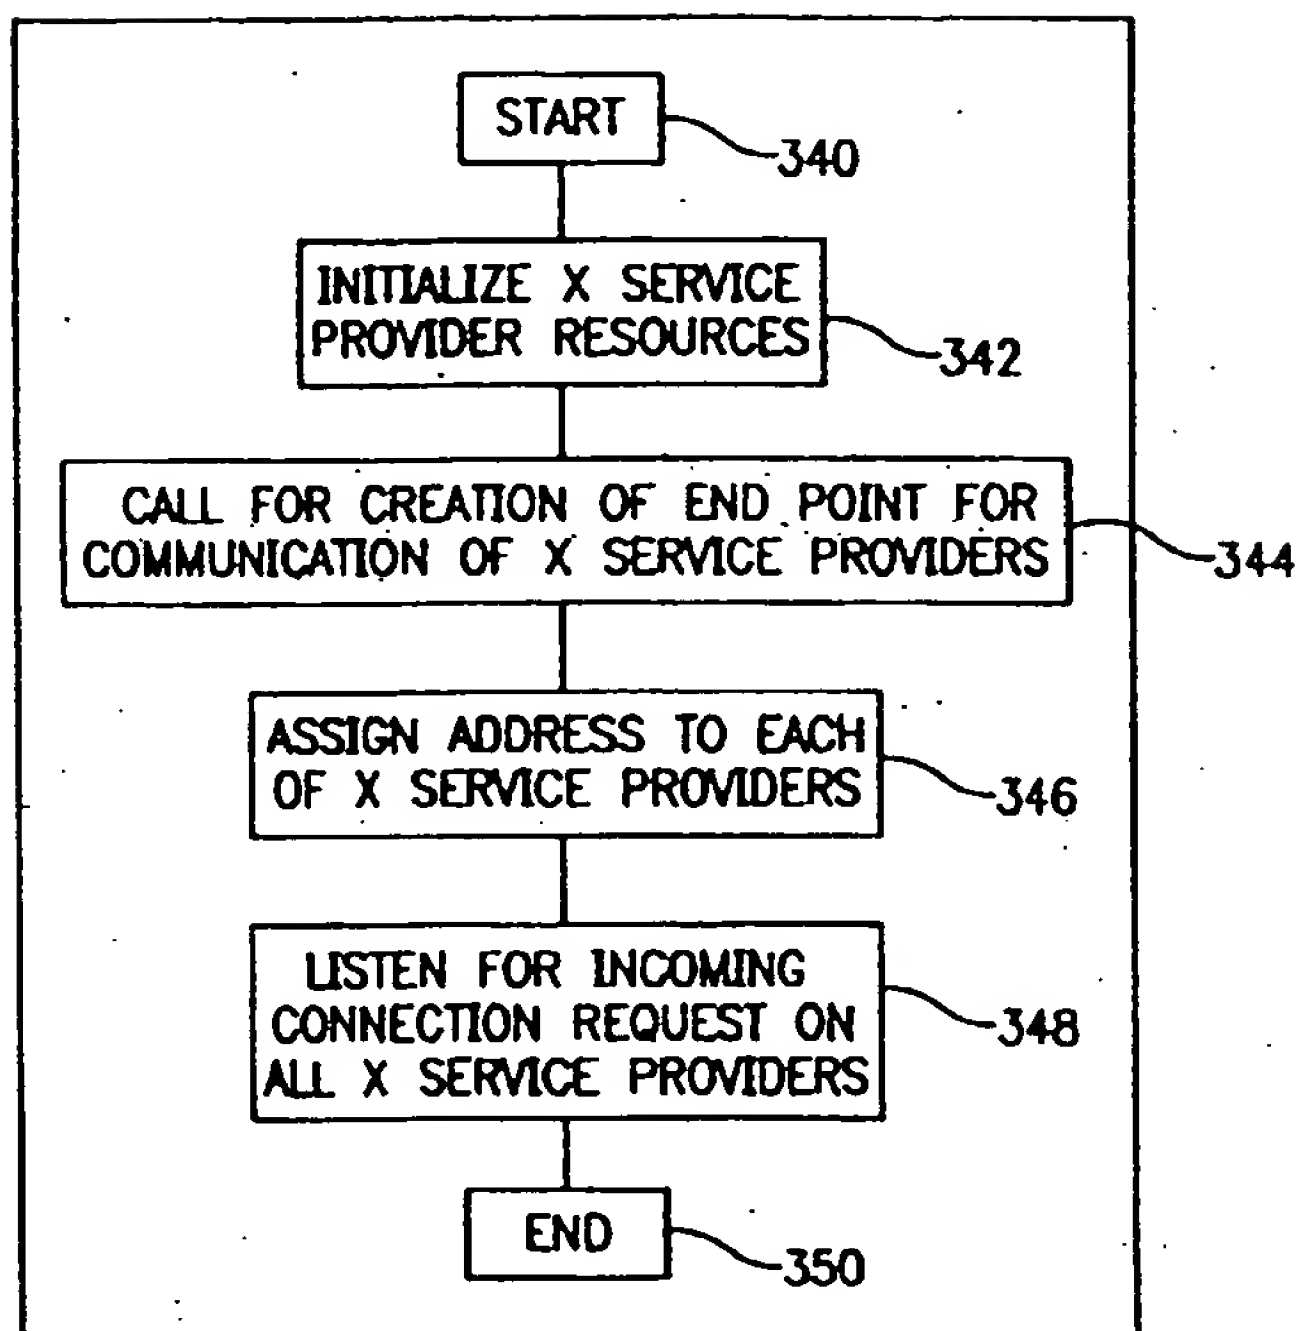 START
340
INITIALIZE X SERVICE
PROVIDER RESOURCES
342
CALL FOR CREATION OF END POINT FOR
COMMUNICATION OF X SERVICE PROVIDERS
344
ASSIGN ADDRESS TO EACH
OF X SERVICE PROVIDERS
346
LISTEN FOR INCOMING
CONNECTION REQUEST ON
ALL X SERVICE PROVIDERS
348
END
350